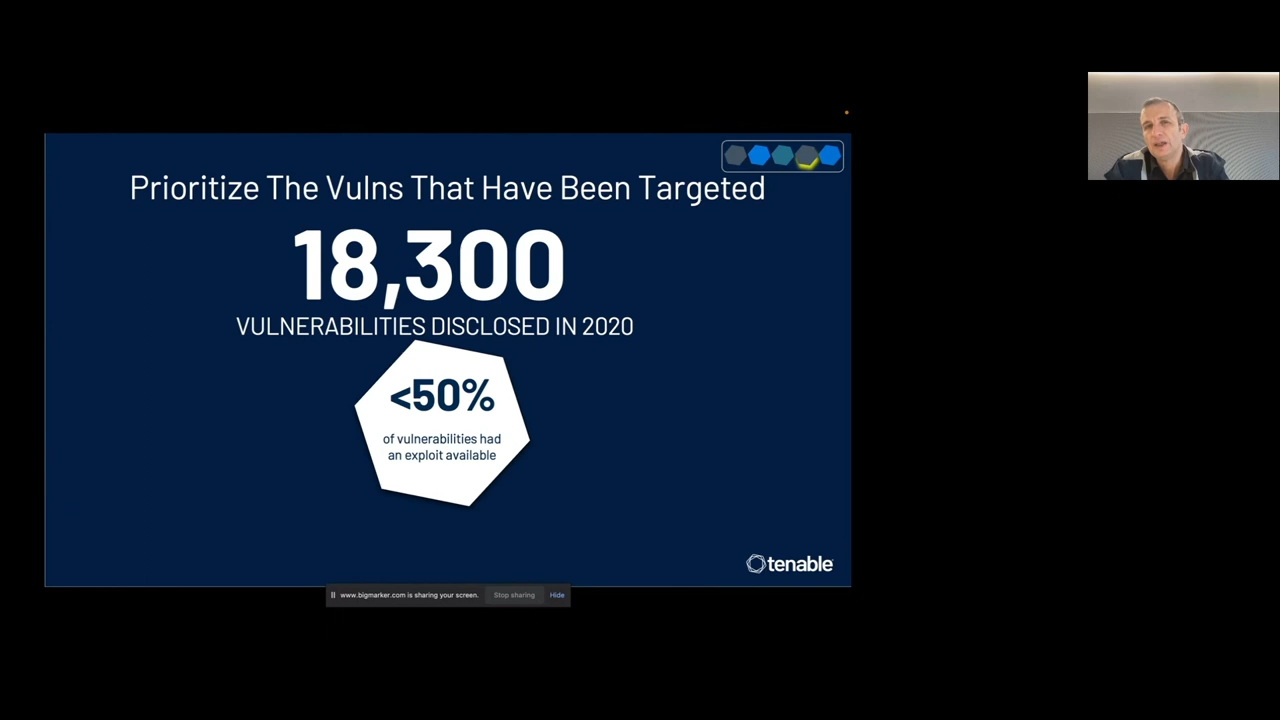 Prioritize The Vulns That Have Been Targeted
18,300
VULNERABILITIES DISCLOSED IN 2020
<50%
of vulnerabilities had
an exploit available
tenable
www.bigmarker.com is sharing your screen. Stop sharing Hide